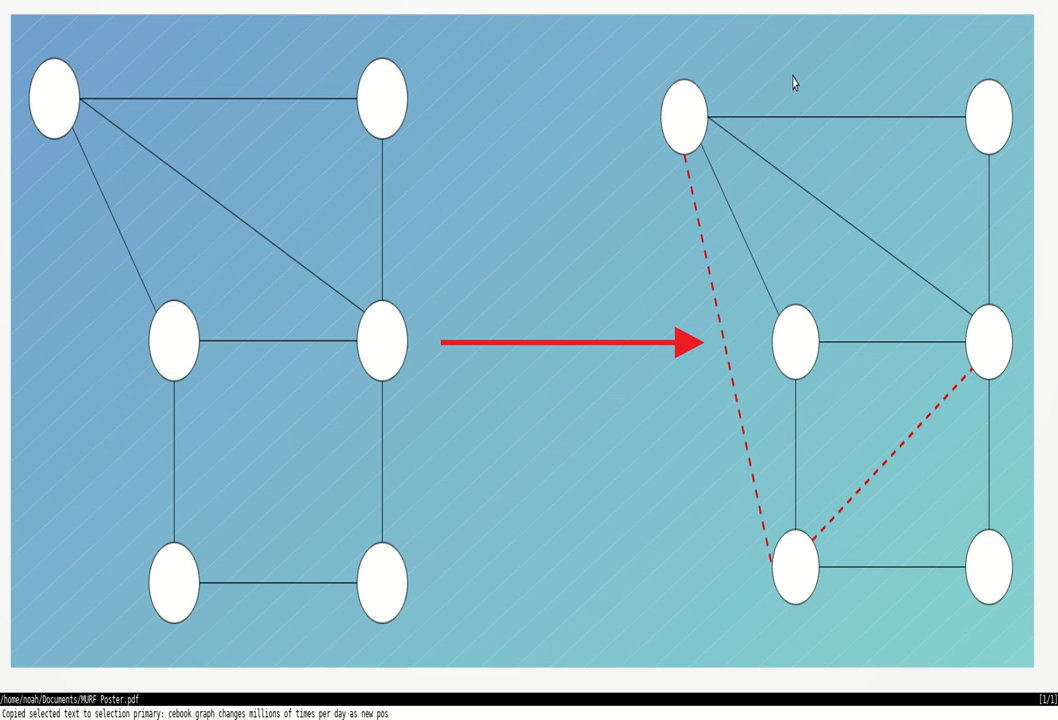 /home/noah/Documents/MURF Poster.pdf [1/1]
Copied selected text to selection primary: cebook graph changes millions of times per day as new pos